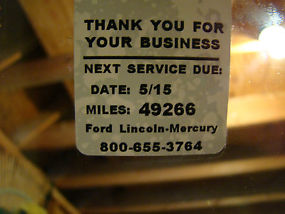 THANK YOU FOR
YOUR BUSINESS
NEXT SERVICE DUE:
DATE: 5/15
MILES: 49266
Ford Lincoln-Mercury
800-655-3764